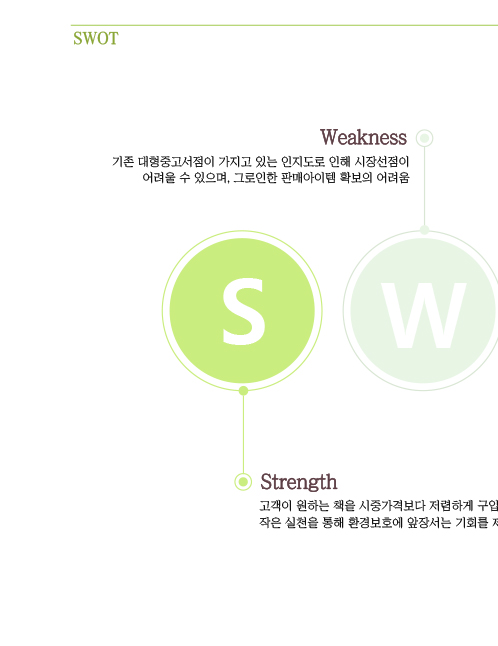 SWOT
Weakness
기존 대형중고서점이 가지고 있는 인지도로 인해 시장선점이
어려울 수 있으며, 그로인한 판매아이템 확보의 어려움
S W
Strength
고객이 원하는 책을 시중가격보다 저렴하게 구입
작은 실천을 통해 환경보호에 앞장서는 기회를